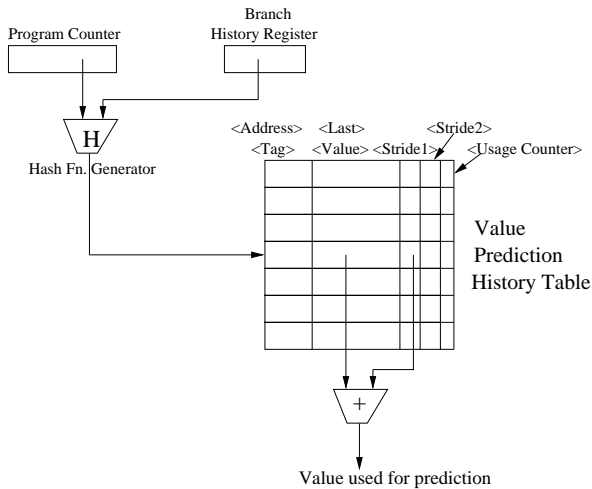 Program Counter
Branch
History Register
H
Hash Fn. Generator
<Address>
<Tag>
<Last>
<Value>
<Stride1>
<Stride2>
<Usage Counter>
Value
Prediction
History Table
+
Value used for prediction